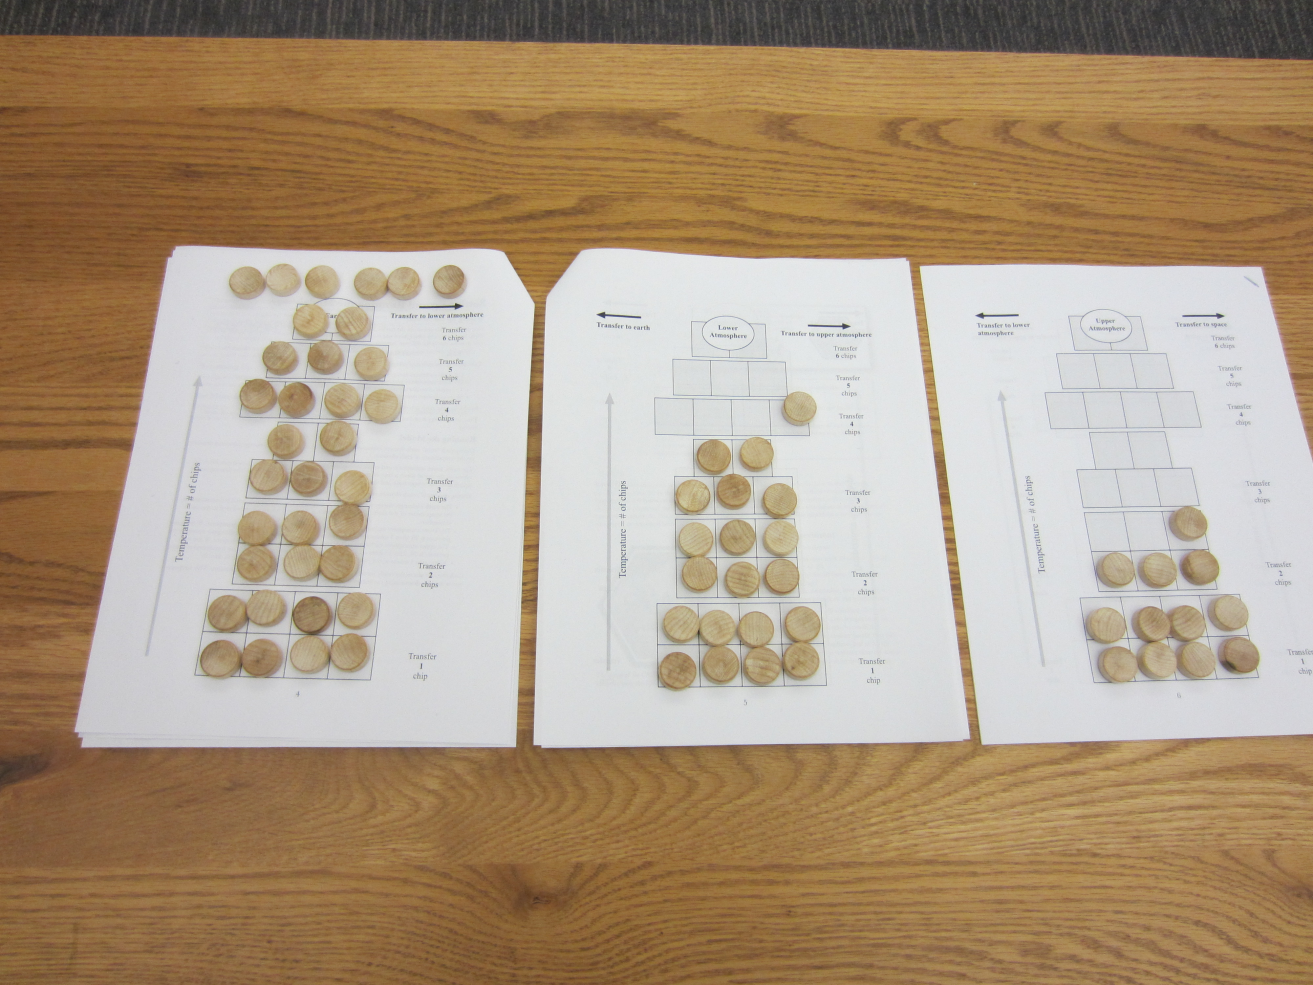 Transfer to lower atmosphere
Transfer
6 chips
Transfer
5
chips
Transfer
4
chips
Transfer
3
chips
Transfer
2
chips
Transfer
1
chip
Temperature = # of chips
4
Transfer to earth
Lower
Atmosphere
Transfer to upper atmosphere
Transfer
6 chips
Transfer
5
chips
Transfer
4
chips
Transfer
3
chips
Transfer
2
chips
Transfer
1
chip
Temperature = # of chips
5
Transfer to lower
atmosphere
Upper
Atmosphere
Transfer to space
Transfer
6 chips
Transfer
5
chips
Transfer
4
chips
Transfer
3
chips
Transfer
2
chips
Transfer
1
chip
Temperature = # of chips
6